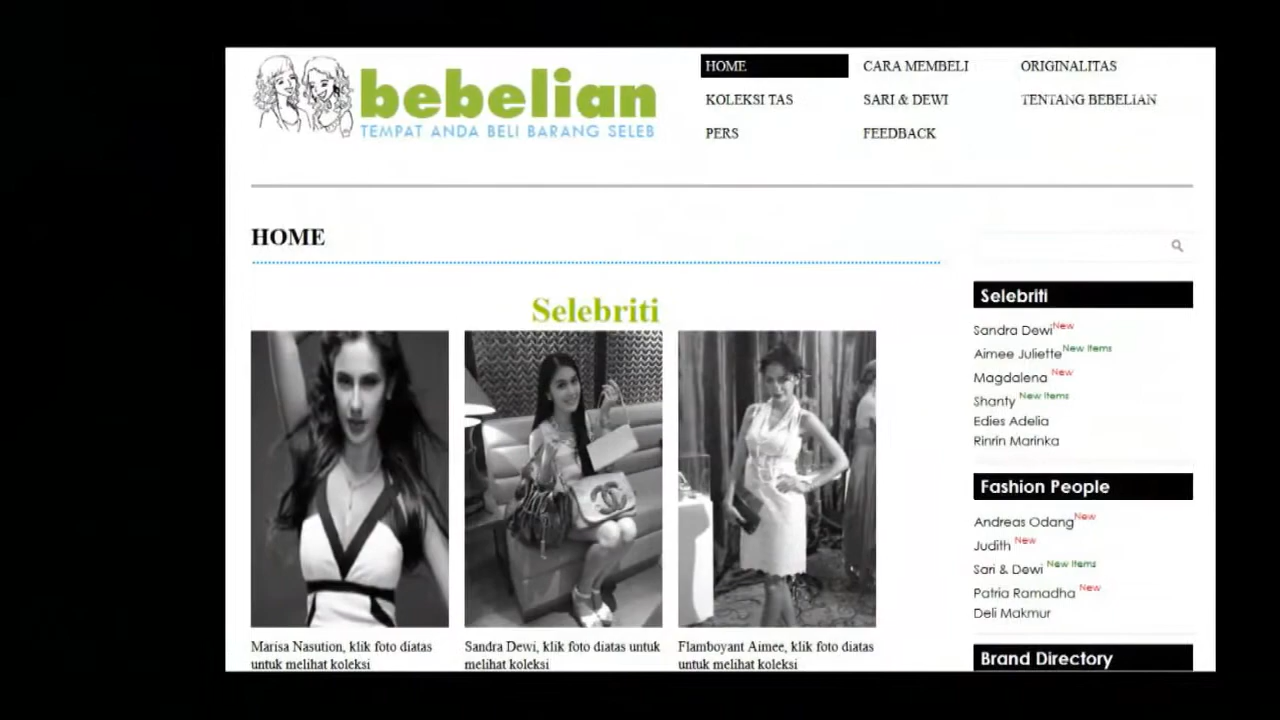 bebelian
TEMPAT ANDA BELI BARANG SELEB
HOME
CARA MEMBELI
ORIGINALITAS
KOLEKSI TAS
SARI & DEWI
TENTANG BEBELIAN
PERS
FEEDBACK
HOME
Selebriti
Marisa Nasution, klik foto diatas
untuk melihat koleksi
Sandra Dewi, klik foto diatas untuk
melihat koleksi
Flamboyant Aimee, klik foto diatas
untuk melihat koleksi
Selebriti
Sandra Dewi New
Aimee Juliette New Items
Magdalena New
Shanty New Items
Edies Adelia
Rinrin Marinka
Fashion People
Andreas Odang New
Judith New
Sari & Dewi New Items
Patria Ramadha New
Deli Makmur
Brand Directory